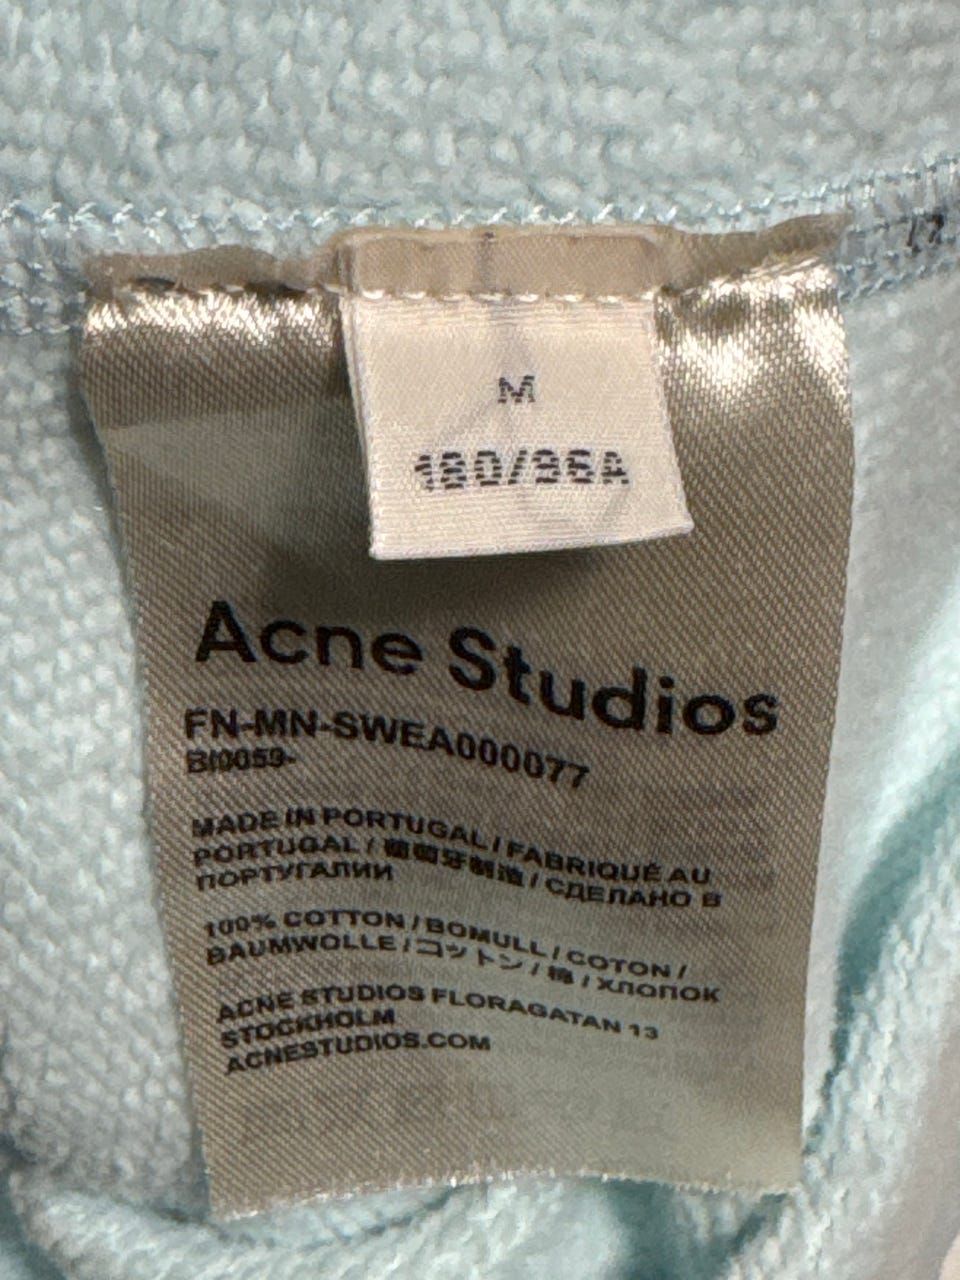 M
180/96A
Acne Studios
FN-MN-SWEA000077
BI0059-
MADE IN PORTUGAL / FABRIQUÉ AU
PORTUGAL / 葡萄牙制造 / СДЕЛАНО В
ПОРТУГАЛИИ
100% COTTON / BOMULL / COTON /
BAUMWOLLE / コットン / 棉 / ХЛОПОК
ACNE STUDIOS FLORAGATAN 13
STOCKHOLM
ACNESTUDIOS.COM